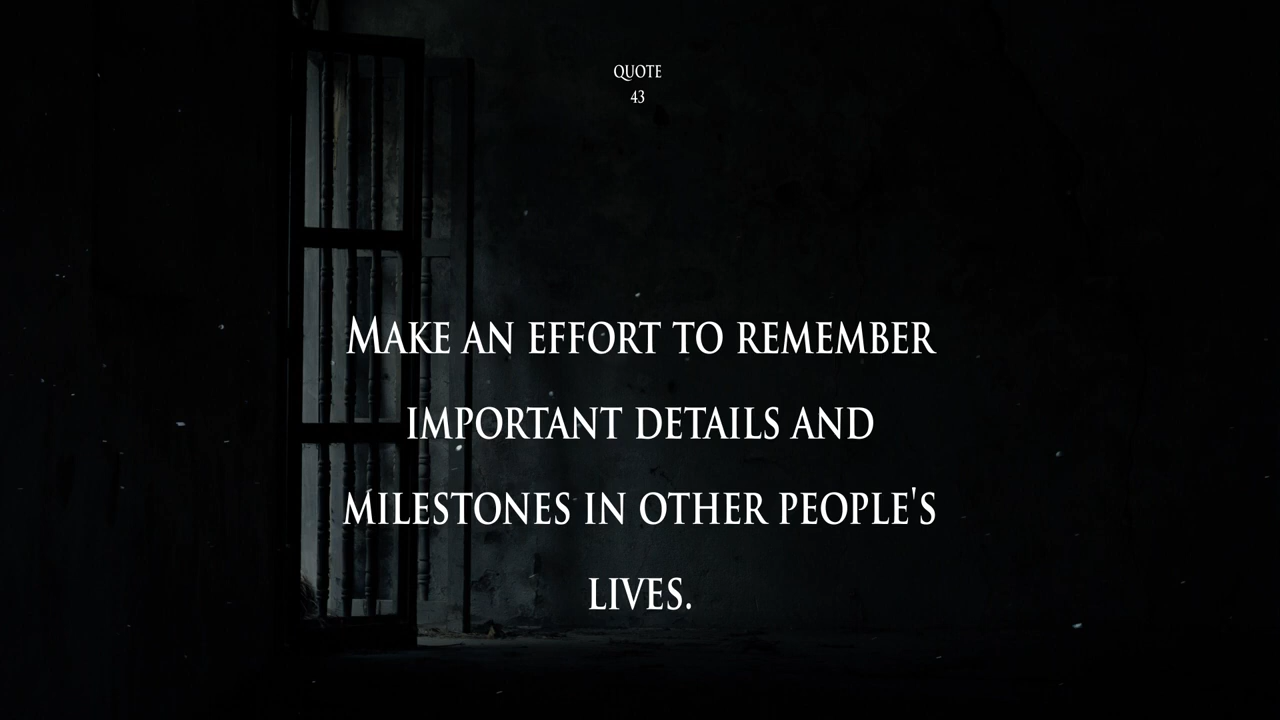 QUOTE
43
MAKE AN EFFORT TO REMEMBER
IMPORTANT DETAILS AND
MILESTONES IN OTHER PEOPLE'S
LIVES.